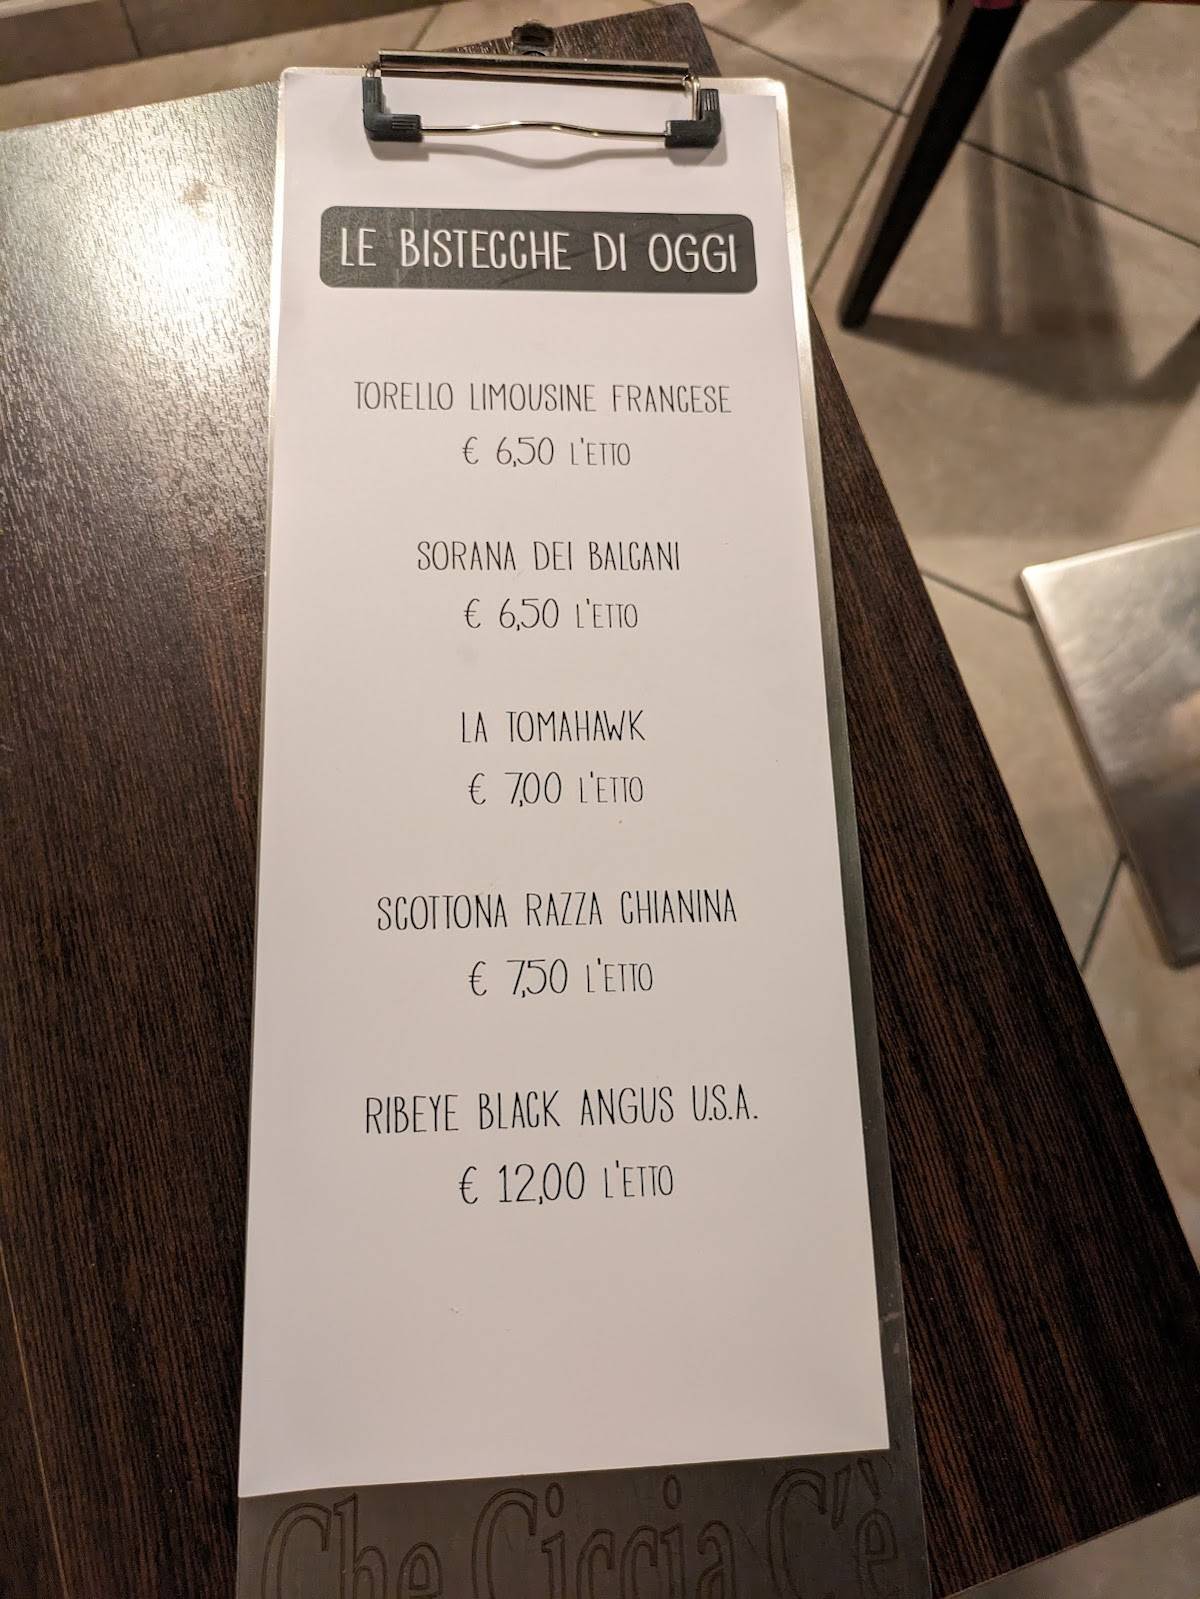 LE BISTECCHE DI OGGI
TORELLO LIMOUSINE FRANCESE
€ 6,50 L'ETTO
SORANA DEI BALCANI
€ 6,50 L'ETTO
LA TOMAHAWK
€ 7,00 L'ETTO
SCOTTONA RAZZA CHIANINA
€ 7,50 L'ETTO
RIBEYE BLACK ANGUS U.S.A.
€ 12,00 L'ETTO
Che Ciccia C'è